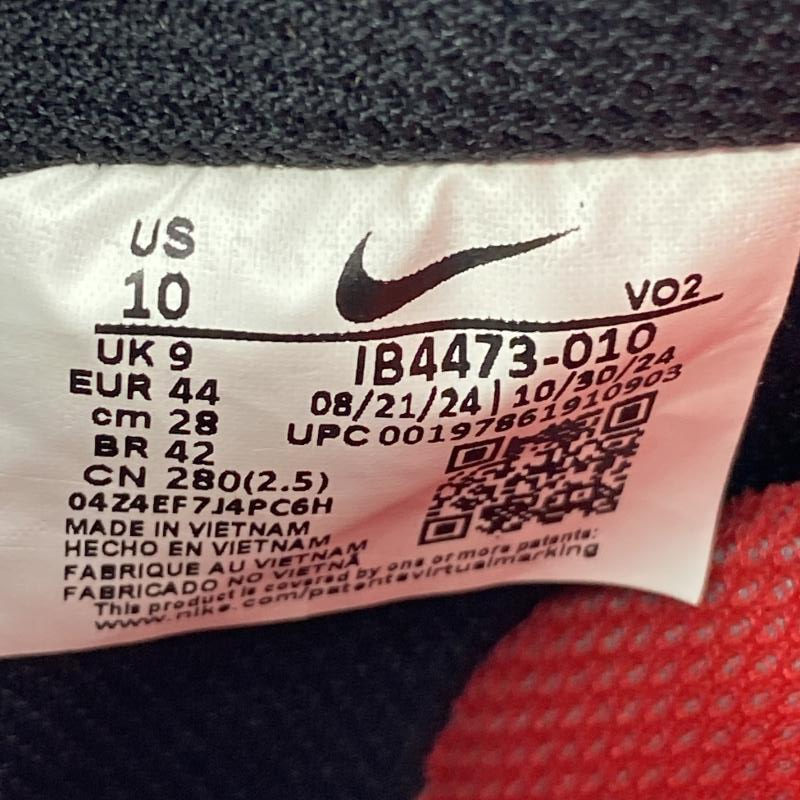 US
10
VO2
UK 9
IB4473-010
EUR 44
08/21/24 | 10/30/24
cm 28
UPC 00197861910903
BR 42
CN 280(2.5)
04Z4EF7J4PC6H
MADE IN VIETNAM
HECHO EN VIETNAM
FABRIQUE AU VIETNAM
FABRICADO NO VIETNÃ
This product is covered by one or more patents:
www.nike.com/patentsvirtualmarking